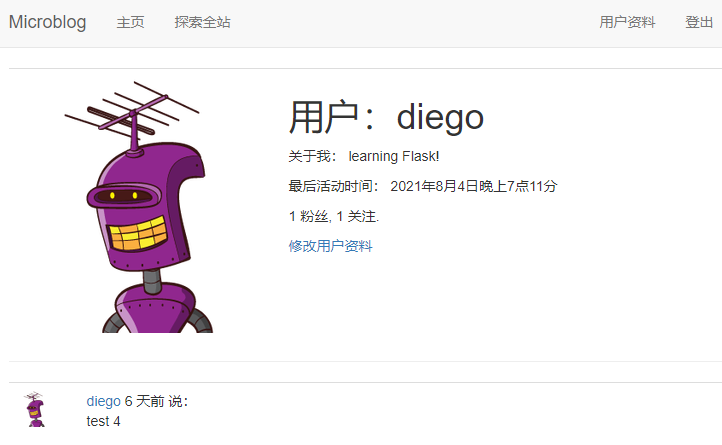 Microblog 主页 探索全站 用户资料 登出
用户：diego
关于我： learning Flask!
最后活动时间： 2021年8月4日晚上7点11分
1 粉丝, 1 关注.
修改用户资料
diego 6 天前 说：
test 4